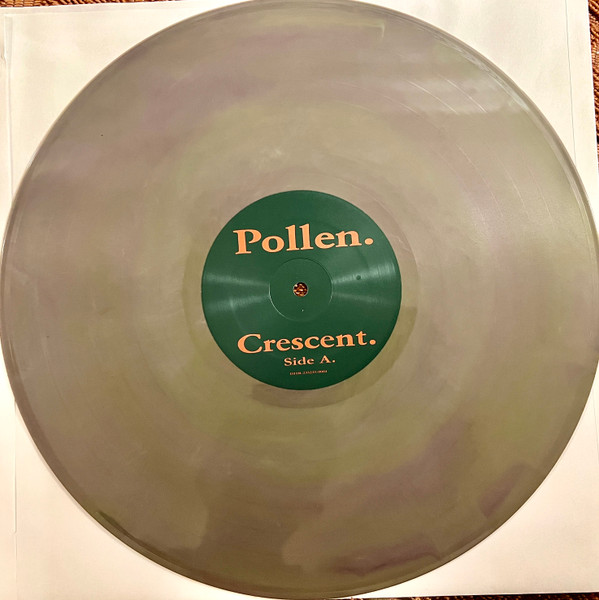 Pollen.
Crescent.
Side A.